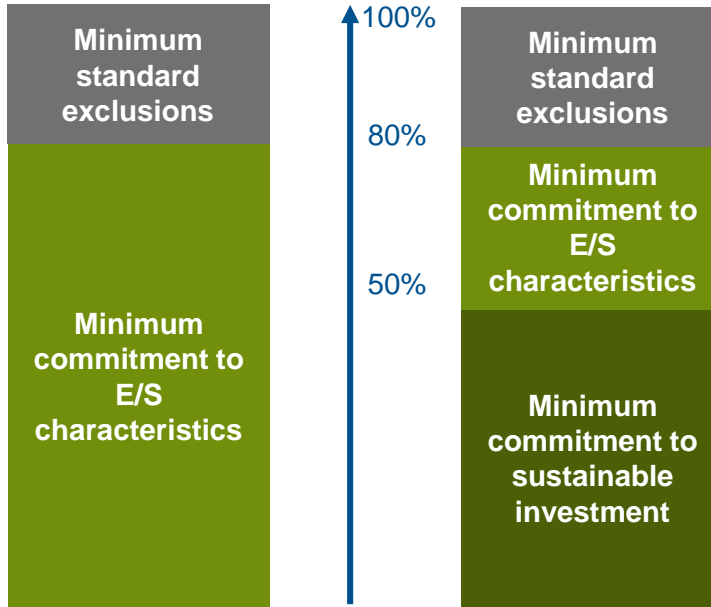 Minimum
standard
exclusions
Minimum
commitment to
E/S
characteristics
100%
80%
50%
Minimum
standard
exclusions
Minimum
commitment to
E/S
characteristics
Minimum
commitment to
sustainable
investment